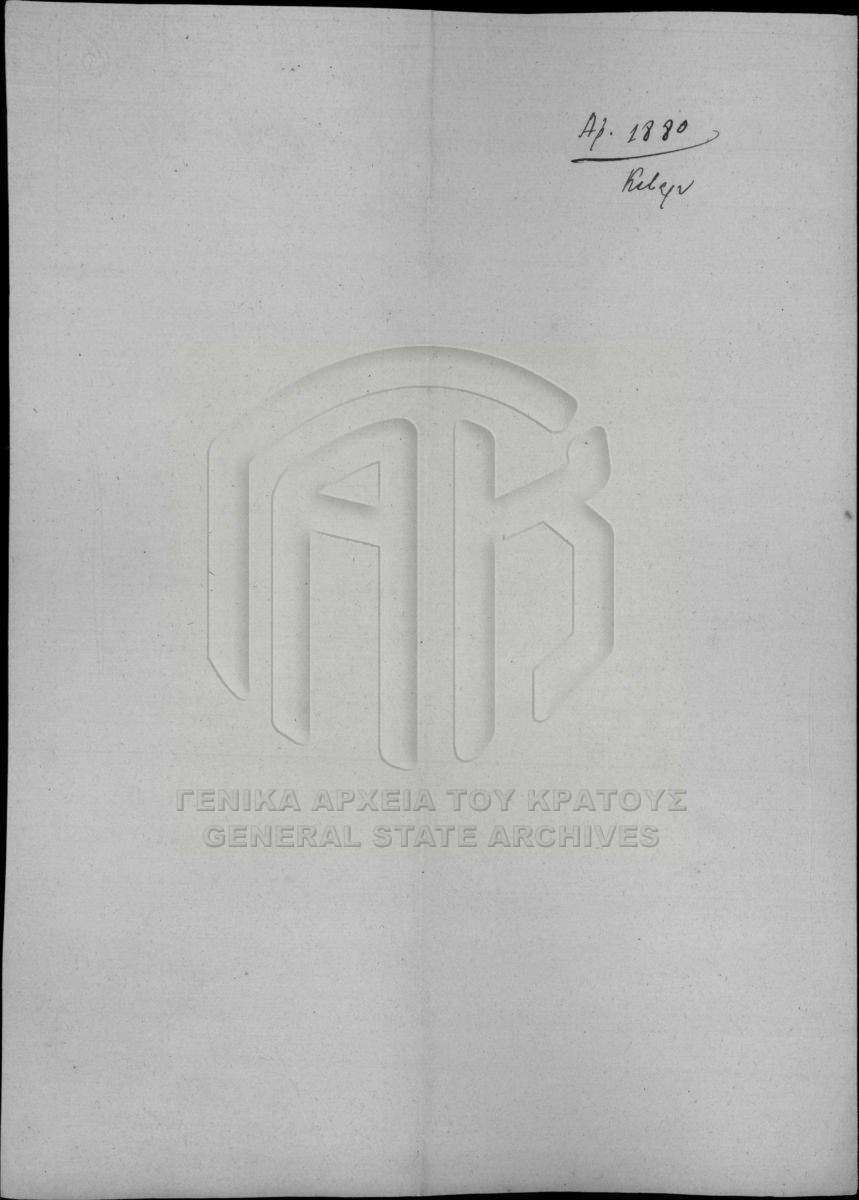 Αρ. 1880
ΓΕΝΙΚΑ ΑΡΧΕΙΑ ΤΟΥ ΚΡΑΤΟΥΣ
GENERAL STATE ARCHIVES